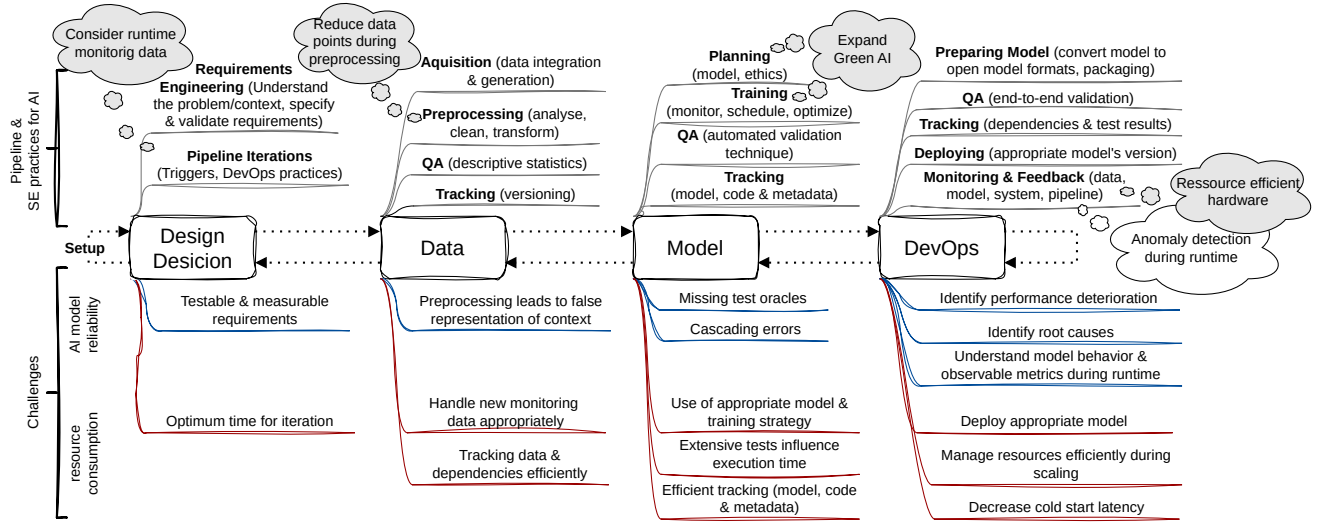 Consider runtime
monitorig data
Reduce data
points during
preprocessing
Expand
Green AI
Pipeline &
SE practices for AI
Requirements
Engineering (Understand
the problem/context, specify
& validate requirements)
Pipeline Iterations
(Triggers, DevOps practices)
Aquisition (data integration
& generation)
Preprocessing (analyse,
clean, transform)
QA (descriptive statistics)
Tracking (versioning)
Planning
(model, ethics)
Training
(monitor, schedule, optimize)
QA (automated validation
technique)
Tracking
(model, code & metadata)
Preparing Model (convert model to
open model formats, packaging)
QA (end-to-end validation)
Tracking (dependencies & test results)
Deploying (appropriate model's version)
Monitoring & Feedback (data,
model, system, pipeline)
Ressource efficient
hardware
Anomaly detection
during runtime
Setup
Design
Desicion
Data
Model
DevOps
Challenges
AI model
reliability
Testable & measurable
requirements
Preprocessing leads to false
representation of context
Missing test oracles
Cascading errors
Identify performance deterioration
Identify root causes
Understand model behavior &
observable metrics during runtime
resource
consumption
Optimum time for iteration
Handle new monitoring
data appropriately
Tracking data &
dependencies efficiently
Use of appropriate model &
training strategy
Extensive tests influence
execution time
Efficient tracking (model, code
& metadata)
Deploy appropriate model
Manage resources efficiently during
scaling
Decrease cold start latency